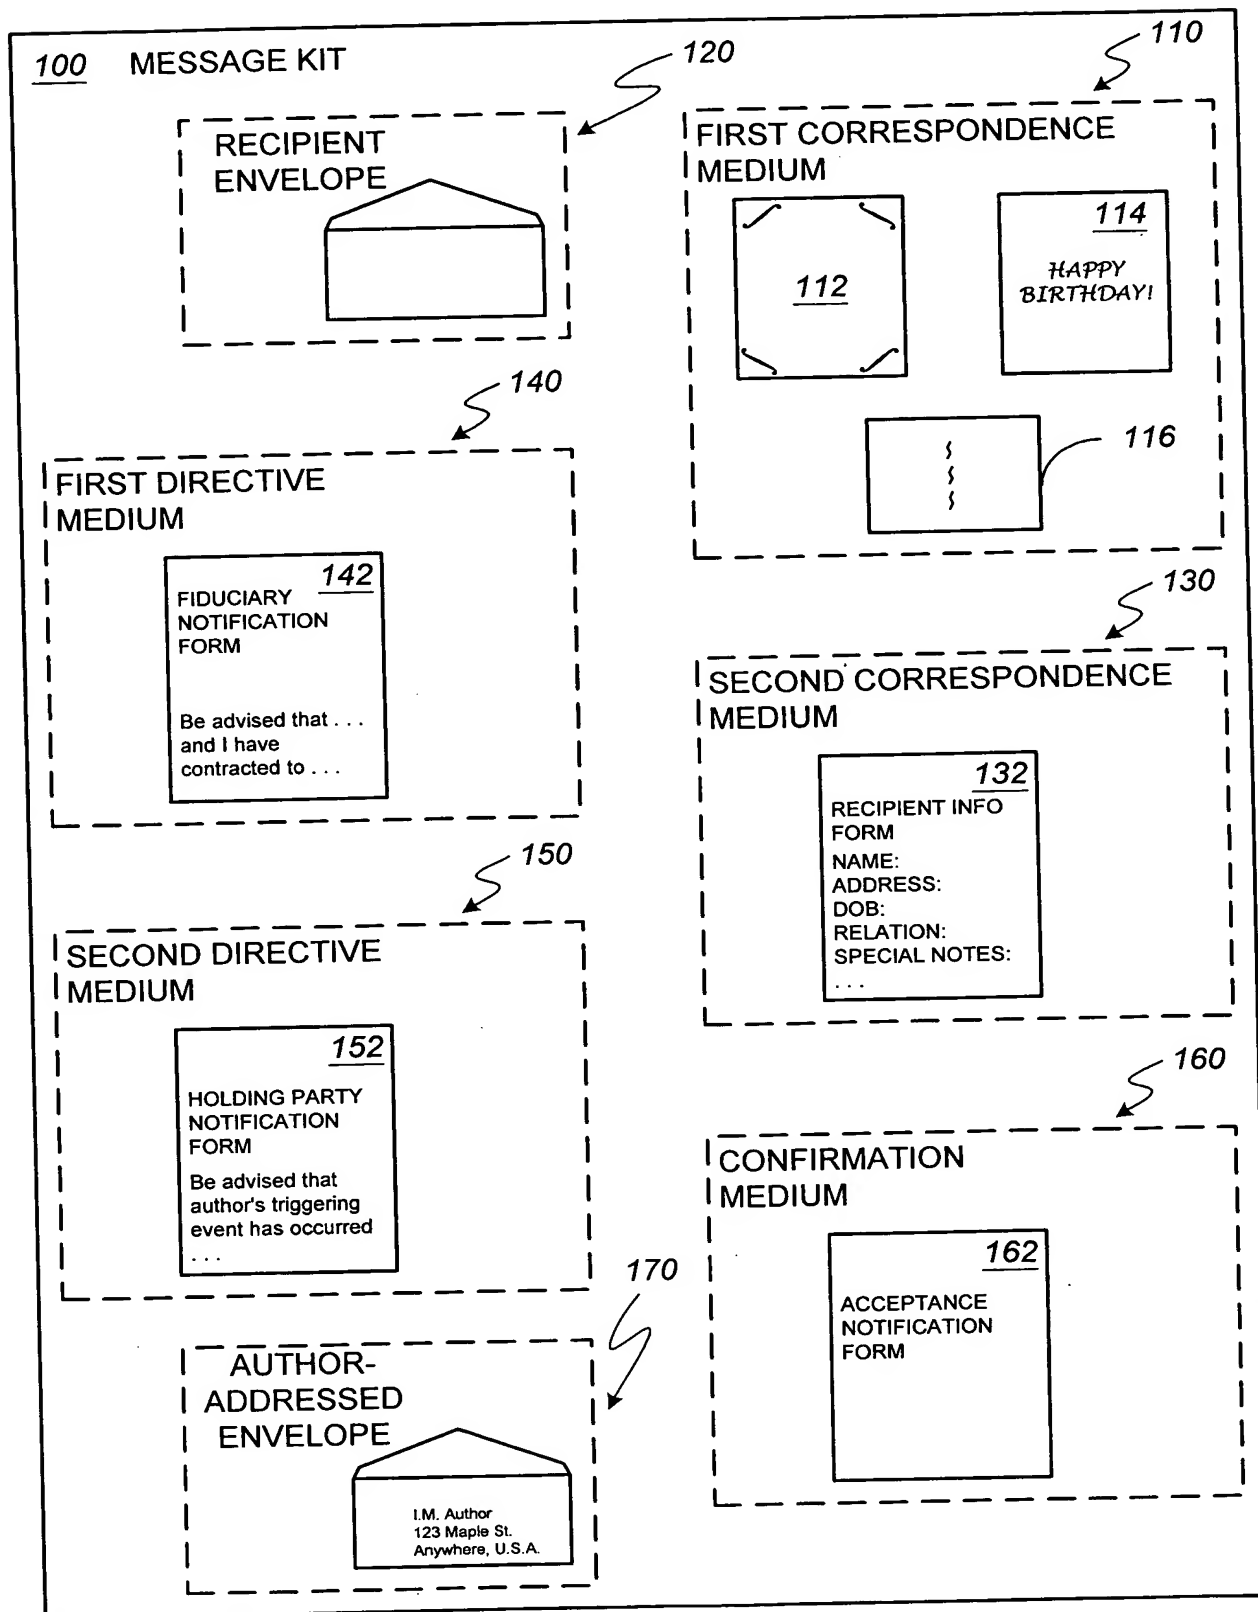 100 MESSAGE KIT
120
RECIPIENT
ENVELOPE
110
FIRST CORRESPONDENCE
MEDIUM
112
114
HAPPY
BIRTHDAY!
116
140
FIRST DIRECTIVE
MEDIUM
142
FIDUCIARY
NOTIFICATION
FORM
Be advised that . . .
and I have
contracted to . . .
130
SECOND CORRESPONDENCE
MEDIUM
132
RECIPIENT INFO
FORM
NAME:
ADDRESS:
DOB:
RELATION:
SPECIAL NOTES:
. . .
150
SECOND DIRECTIVE
MEDIUM
152
HOLDING PARTY
NOTIFICATION
FORM
Be advised that
author's triggering
event has occurred
. . .
160
CONFIRMATION
MEDIUM
162
ACCEPTANCE
NOTIFICATION
FORM
170
AUTHOR-
ADDRESSED
ENVELOPE
I.M. Author
123 Maple St.
Anywhere, U.S.A.